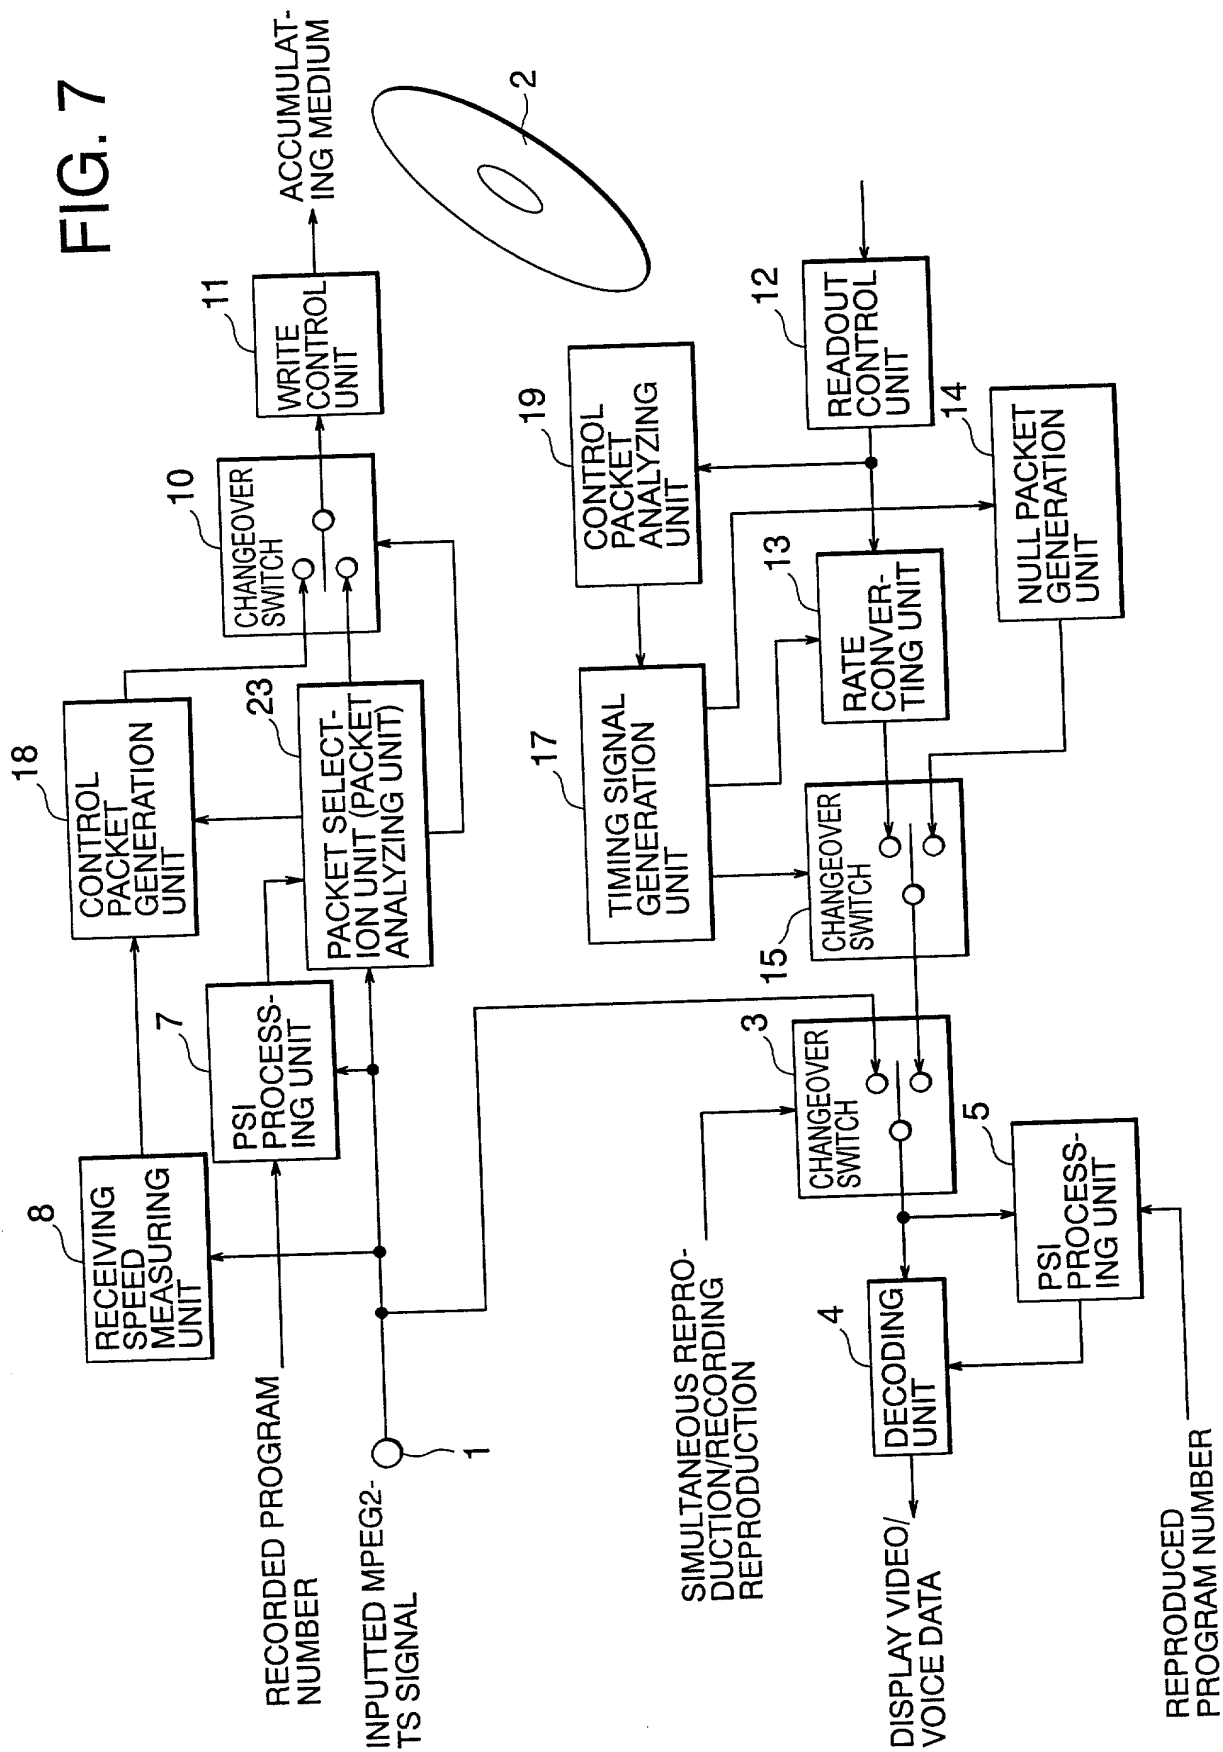 FIG. 7
ACCUMULAT-
ING MEDIUM
2
11
WRITE
CONTROL
UNIT
10
CHANGEOVER
SWITCH
18
CONTROL
PACKET
GENERATION
UNIT
23
PACKET SELECT-
ION UNIT (PACKET
ANALYZING UNIT)
7
PSI
PROCESS-
ING UNIT
8
RECEIVING
SPEED
MEASURING
UNIT
RECORDED PROGRAM
NUMBER
INPUTTED MPEG2-
TS SIGNAL
1
19
CONTROL
PACKET
ANALYZING
UNIT
12
READOUT
CONTROL
UNIT
14
NULL PACKET
GENERATION
UNIT
13
RATE
CONVER-
TING UNIT
17
TIMING SIGNAL
GENERATION
UNIT
15
CHANGEOVER
SWITCH
3
CHANGEOVER
SWITCH
5
PSI
PROCESS-
ING UNIT
4
DECODING
UNIT
SIMULTANEOUS REPRO-
DUCTION/RECORDING
REPRODUCTION
DISPLAY VIDEO/
VOICE DATA
REPRODUCED
PROGRAM NUMBER